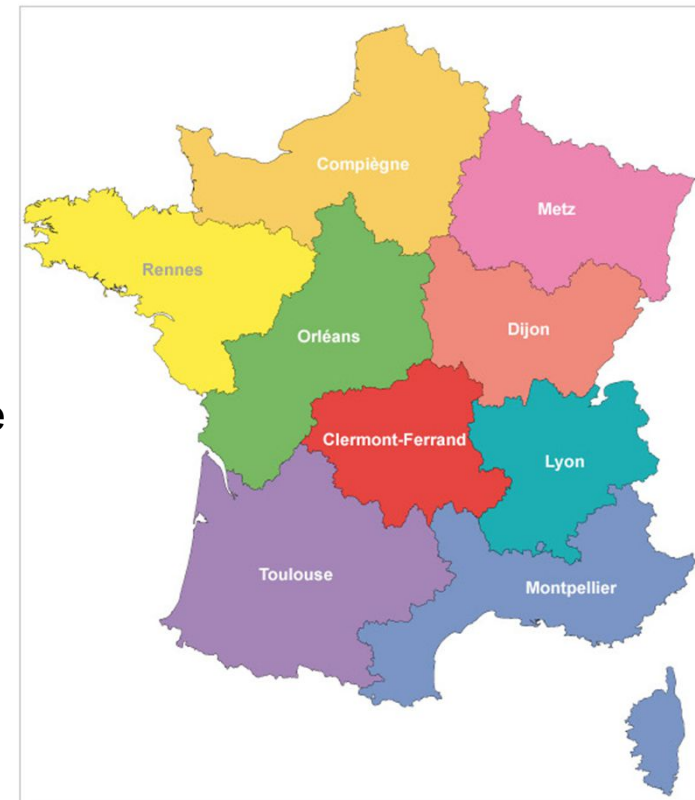 Compiègne
Metz
Rennes
Orléans
Dijon
e
Clermont-Ferrand
Lyon
Toulouse
Montpellier